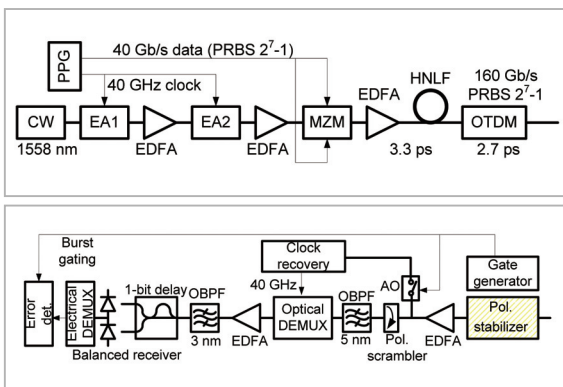 PPG
40 Gb/s data (PRBS 2⁷-1)
40 GHz clock
HNLF
160 Gb/s
PRBS 2⁷-1
EDFA
CW
EA1
EA2
MZM
OTDM
1558 nm
EDFA
EDFA
3.3 ps
2.7 ps
Burst
gating
Clock
recovery
Gate
generator
1-bit delay
OBPF
40 GHz
OBPF
AO
Error
det.
Electrical
DEMUX
Optical
DEMUX
Pol.
stabilizer
3 nm
5 nm
Balanced receiver
EDFA
Pol.
scrambler
EDFA